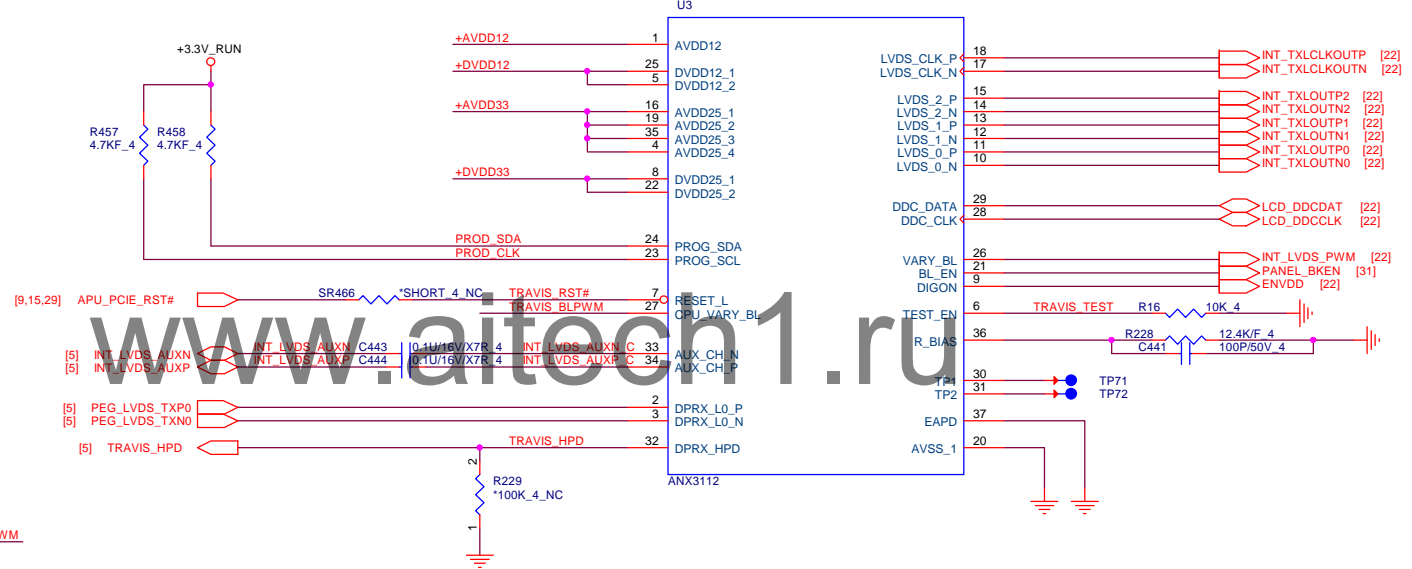 U3
+3.3V_RUN
R457
4.7KF_4
R458
4.7KF_4
+AVDD12 1 AVDD12
+DVDD12 25 DVDD12_1
5 DVDD12_2
+AVDD33 16 AVDD25_1
19 AVDD25_2
35 AVDD25_3
4 AVDD25_4
+DVDD33 8 DVDD25_1
22 DVDD25_2
PROD_SDA 24 PROG_SDA
PROD_CLK 23 PROG_SCL
[9,15,29] APU_PCIE_RST# SR466 *SHORT_4_NC TRAVIS_RST# 7 RESET_L
TRAVIS_BLPWM 27 CPU_VARY_BL
[5] INT_LVDS_AUXN INT_LVDS_AUXN C443 0.1U/16V/X7R_4 INT_LVDS_AUXN_C 33 AUX_CH_N
[5] INT_LVDS_AUXP INT_LVDS_AUXP C444 0.1U/16V/X7R_4 INT_LVDS_AUXP_C 34 AUX_CH_P
[5] PEG_LVDS_TXP0 2 DPRX_L0_P
[5] PEG_LVDS_TXN0 3 DPRX_L0_N
[5] TRAVIS_HPD TRAVIS_HPD 32 DPRX_HPD
2
R229
*100K_4_NC
1
WM
LVDS_CLK_P 18 INT_TXLCLKOUTP [22]
LVDS_CLK_N 17 INT_TXLCLKOUTN [22]
LVDS_2_P 15 INT_TXLOUTP2 [22]
LVDS_2_N 14 INT_TXLOUTN2 [22]
LVDS_1_P 13 INT_TXLOUTP1 [22]
LVDS_1_N 12 INT_TXLOUTN1 [22]
LVDS_0_P 11 INT_TXLOUTP0 [22]
LVDS_0_N 10 INT_TXLOUTN0 [22]
DDC_DATA 29 LCD_DDCDAT [22]
DDC_CLK 28 LCD_DDCCLK [22]
VARY_BL 26 INT_LVDS_PWM [22]
BL_EN 21 PANEL_BKEN [31]
DIGON 9 ENVDD [22]
TEST_EN 6 TRAVIS_TEST R16 10K_4
R_BIAS 36 R228 12.4K/F_4
C441 100P/50V_4
TP1 30 TP71
TP2 31 TP72
EAPD 37
AVSS_1 20
ANX3112
www.aitech1.ru